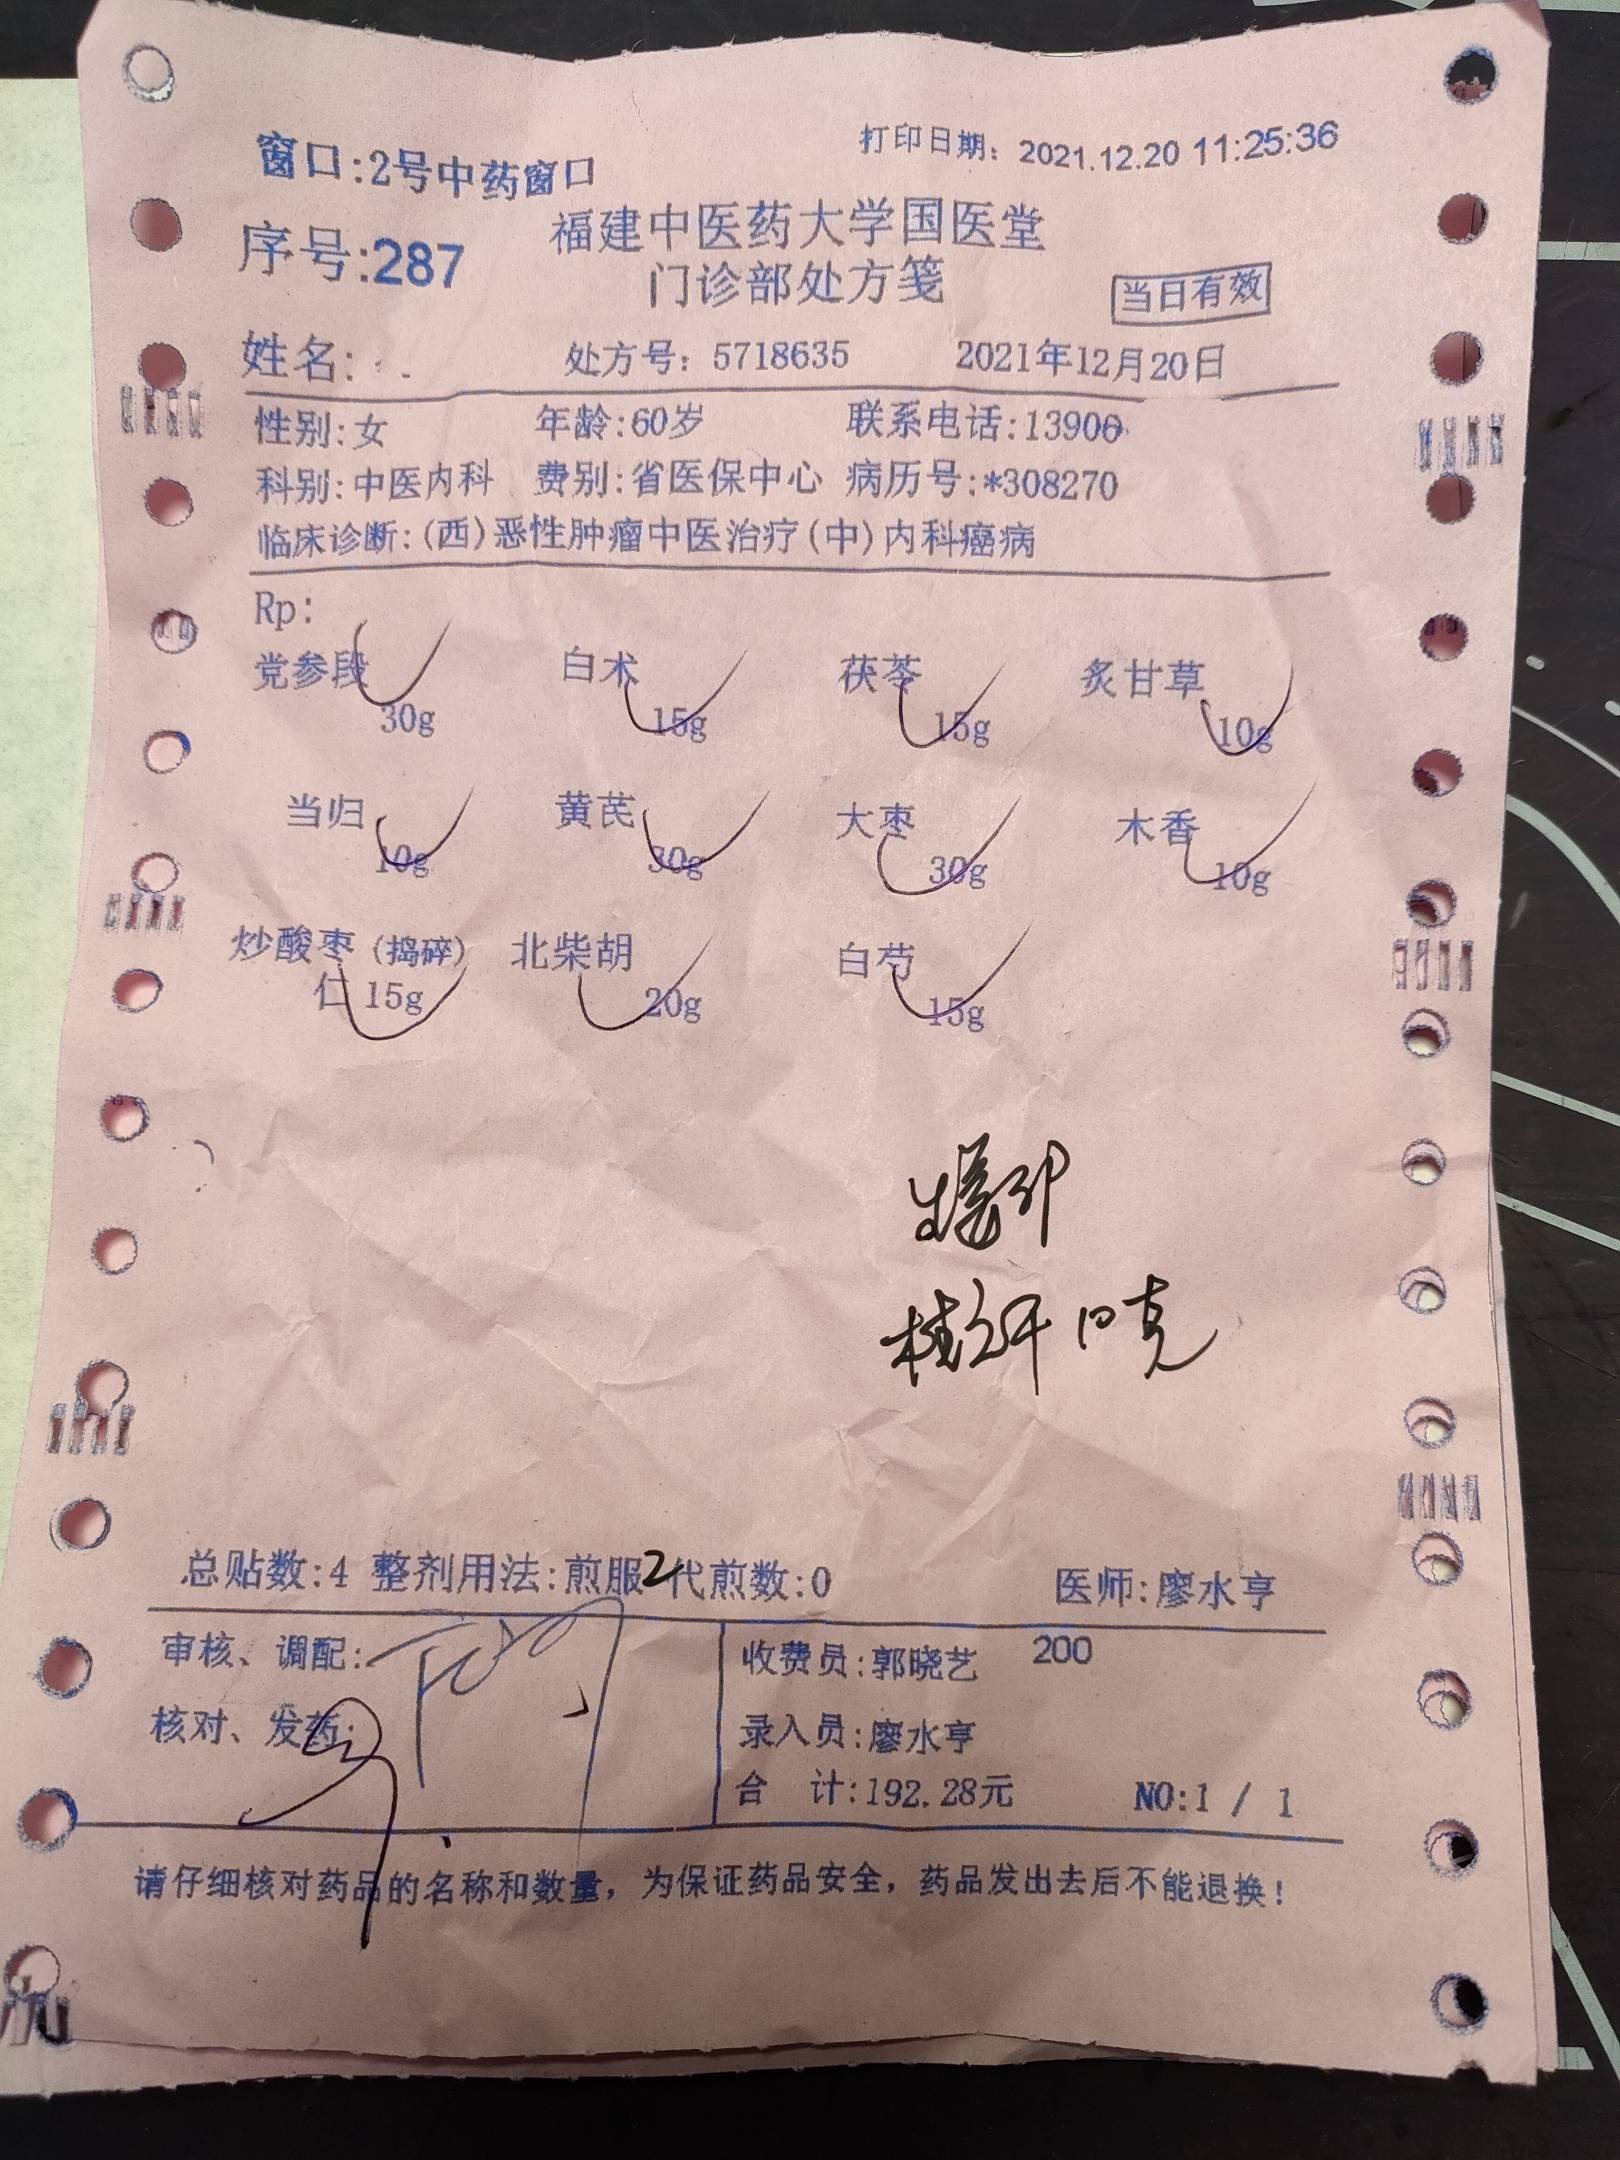 打印日期: 2021.12.20 11:25:36
窗口:2号中药窗口
序号:287
福建中医药大学国医堂
门诊部处方笺
当日有效
姓名: 处方号: 5718635 2021年12月20日
性别:女 年龄:60岁 联系电话:13906
科别:中医内科 费别:省医保中心 病历号:*308270
临床诊断:(西)恶性肿瘤中医治疗(中)内科癌病
Rp:
党参段 白术 茯苓 炙甘草
30g 15g 15g 10g
当归 黄芪 大枣 木香
10g 30g 30g 10g
炒酸枣(捣碎) 北柴胡 白芍
仁 15g 20g 15g
桂圆干 10克
总贴数:4 整剂用法:煎服2 代煎数:0 医师:廖水亨
审核、调配: 收费员:郭晓艺 200
核对、发药: 录入员:廖水亨
合 计:192.28元 NO:1 / 1
请仔细核对药品的名称和数量，为保证药品安全，药品发出去后不能退换!